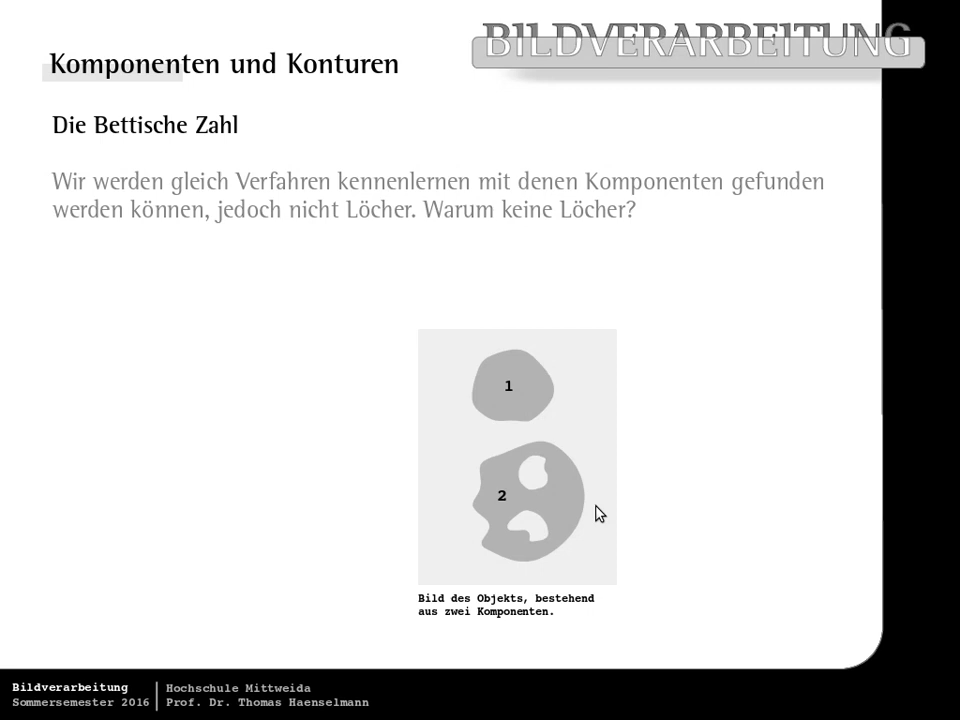 BILDVERARBEITUNG
Komponenten und Konturen
Die Bettische Zahl
Wir werden gleich Verfahren kennenlernen mit denen Komponenten gefunden
werden können, jedoch nicht Löcher. Warum keine Löcher?
1
2
Bild des Objekts, bestehend
aus zwei Komponenten.
Bildverarbeitung
Sommersemester 2016
Hochschule Mittweida
Prof. Dr. Thomas Haenselmann